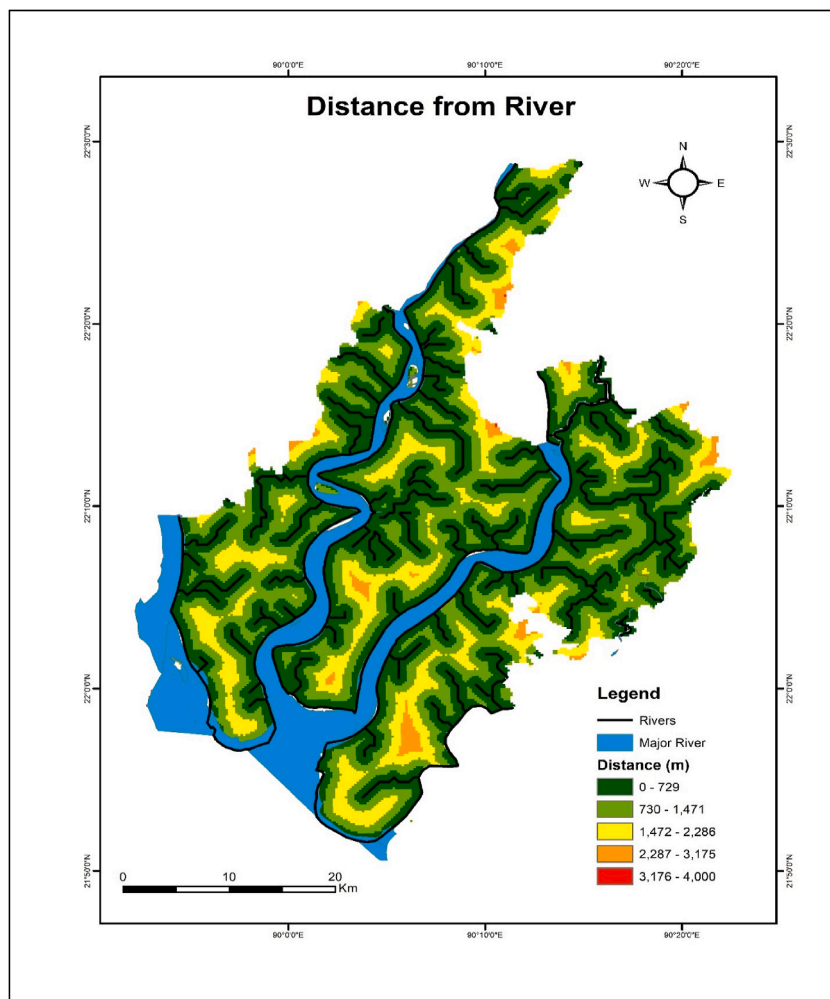 90°0'0"E 90°10'0"E 90°20'0"E
Distance from River
22°30'0"N 22°30'0"N
N
W E
S
22°20'0"N 22°20'0"N
22°10'0"N 22°10'0"N
22°0'0"N 22°0'0"N
Legend
Rivers
Major River
Distance (m)
0 - 729
730 - 1,471
1,472 - 2,286
2,287 - 3,175
3,176 - 4,000
21°50'0"N 21°50'0"N
0 10 20
Km
90°0'0"E 90°10'0"E 90°20'0"E